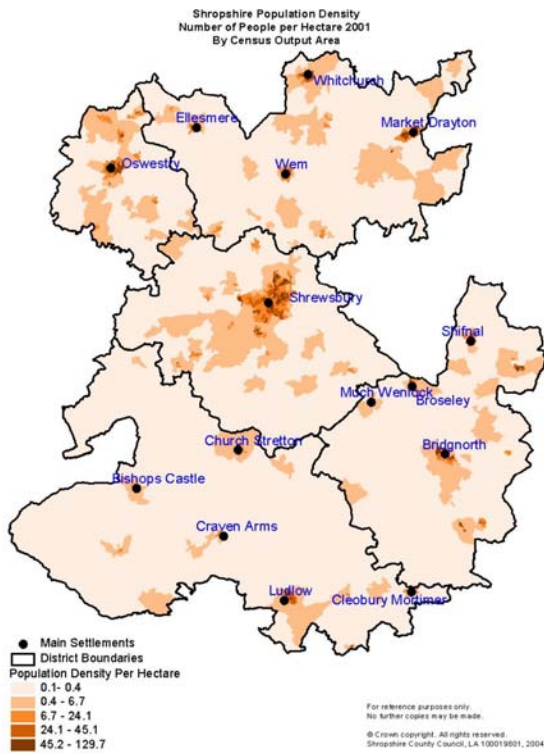 Shropshire Population Density
Number of People per Hectare 2001
By Census Output Area
Whitchurch
Ellesmere
Market Drayton
Oswestry
Wem
Shrewsbury
Shifnal
Much Wenlock
Broseley
Church Stretton
Bridgnorth
Bishops Castle
Craven Arms
Ludlow
Cleobury Mortimer
Main Settlements
District Boundaries
Population Density Per Hectare
0.1- 0.4
0.4 - 6.7
6.7 - 24.1
24.1 - 45.1
45.2 - 129.7
For reference purposes only.
No further copies may be made.
© Crown copyright. All rights reserved.
Shropshire County Council, LA 100019801, 2004